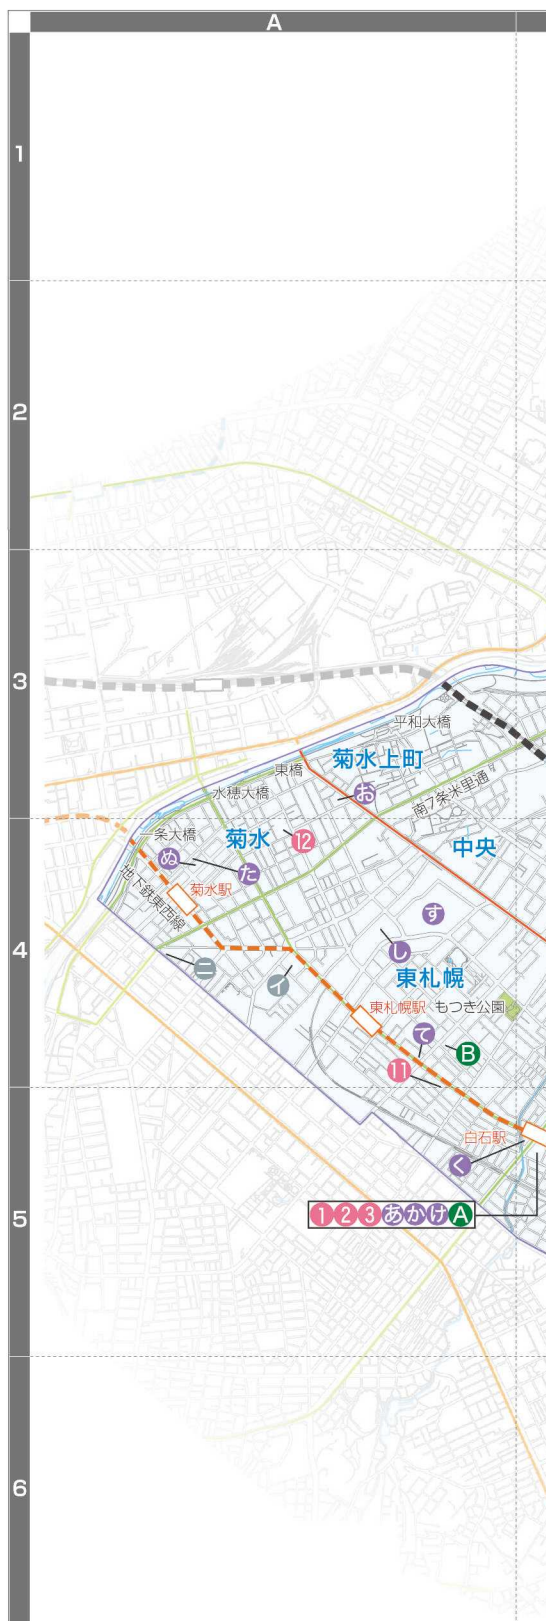 A
1
2
3
平和大橋
菊水上町
東橋
お
南7条米里通
水穂大橋
一条大橋
菊水
12
中央
ぬ
た
地下鉄東西線
菊水駅
す
4
し
ニ
イ
東札幌
東札幌駅
もつき公園
て
B
11
白石駅
く
5
1 2 3 あ か け A
6